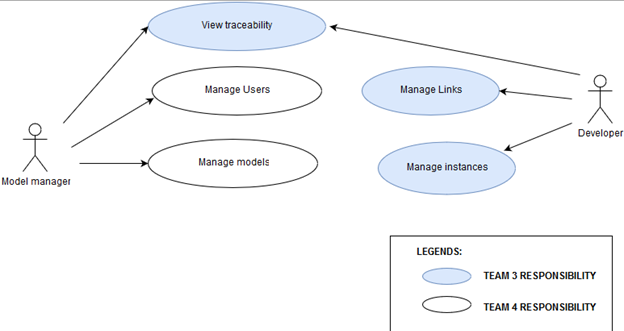 View traceability
Manage Users
Manage Links
Developer
Model manager
Manage models
Manage instances
LEGENDS:
TEAM 3 RESPONSIBILITY
TEAM 4 RESPONSIBILITY